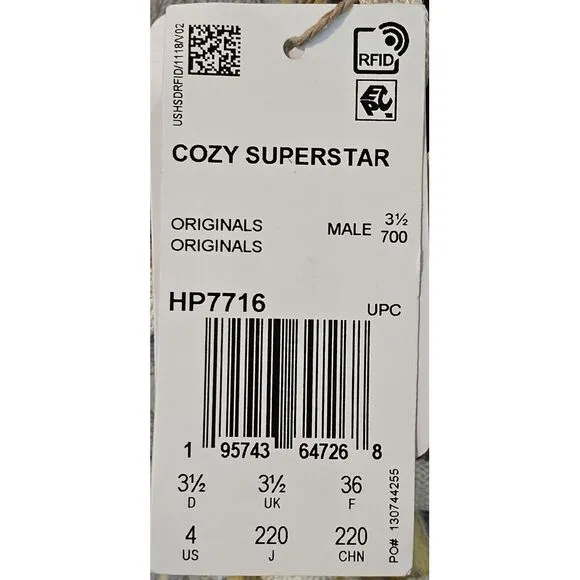 USHSDRFID/1118/V02
RFID
EPC™
COZY SUPERSTAR
ORIGINALS
ORIGINALS
MALE 3½
700
HP7716
UPC
1 95743 64726 8
3½ 3½ 36
D UK F
4 220 220
US J CHN
PO# 130744255